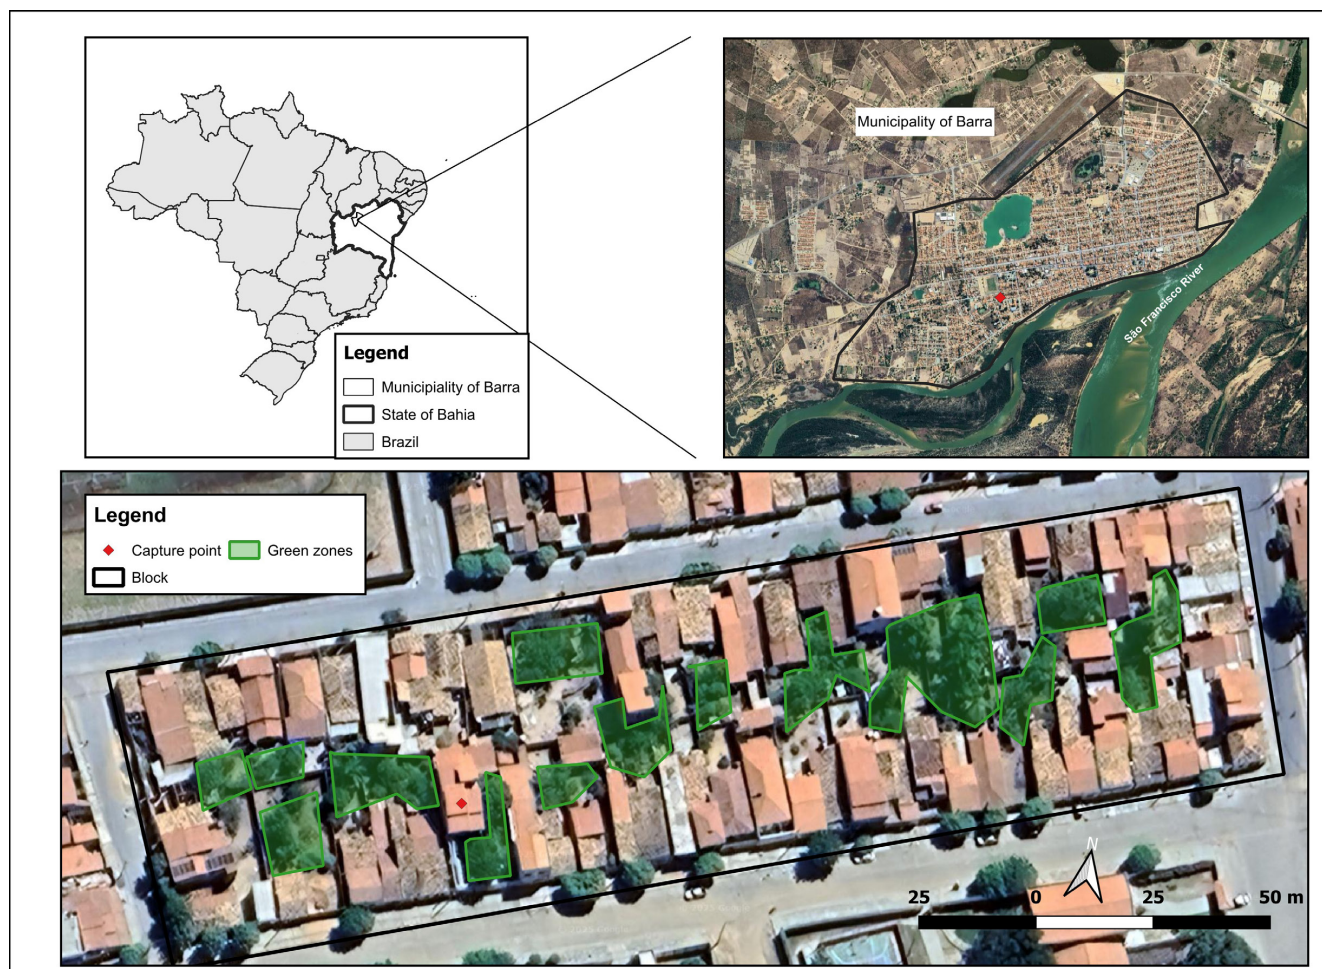 Municipality of Barra
São Francisco River
Legend
Municipiality of Barra
State of Bahia
Brazil
Legend
Capture point
Green zones
Block
N
25 0 25 50 m